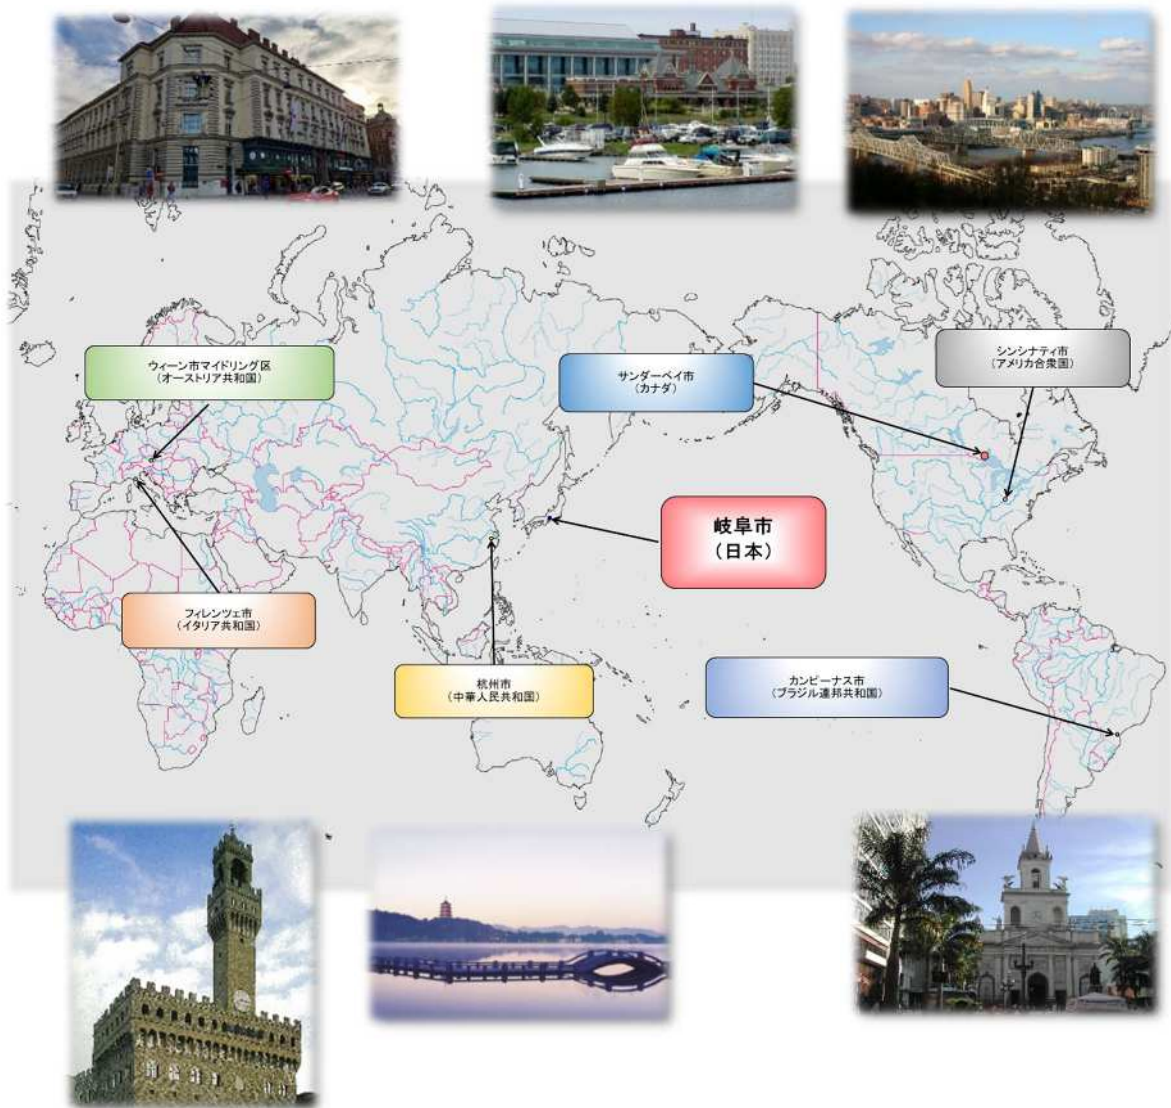 ウィーン市マイドリング区
(オーストリア共和国)
サンダーベイ市
(カナダ)
シンシナティ市
(アメリカ合衆国)
岐阜市
(日本)
フィレンツェ市
(イタリア共和国)
杭州市
(中華人民共和国)
カンピーナス市
(ブラジル連邦共和国)